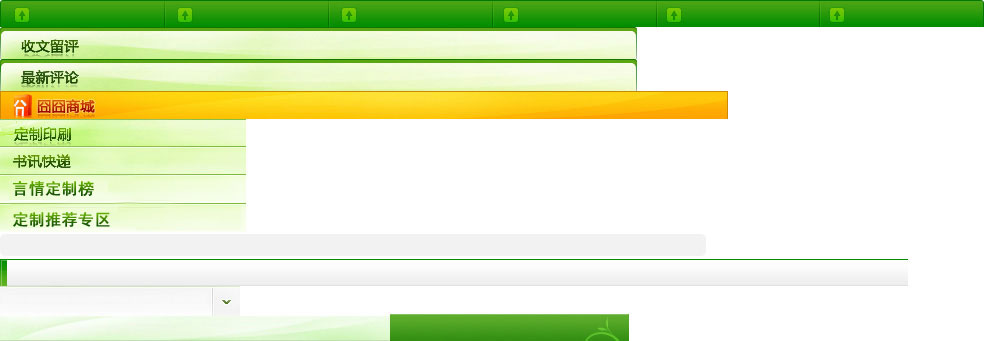 收文留评
最新评论
囧囧商城
定制印刷
书讯快递
言情定制榜
定制推荐专区